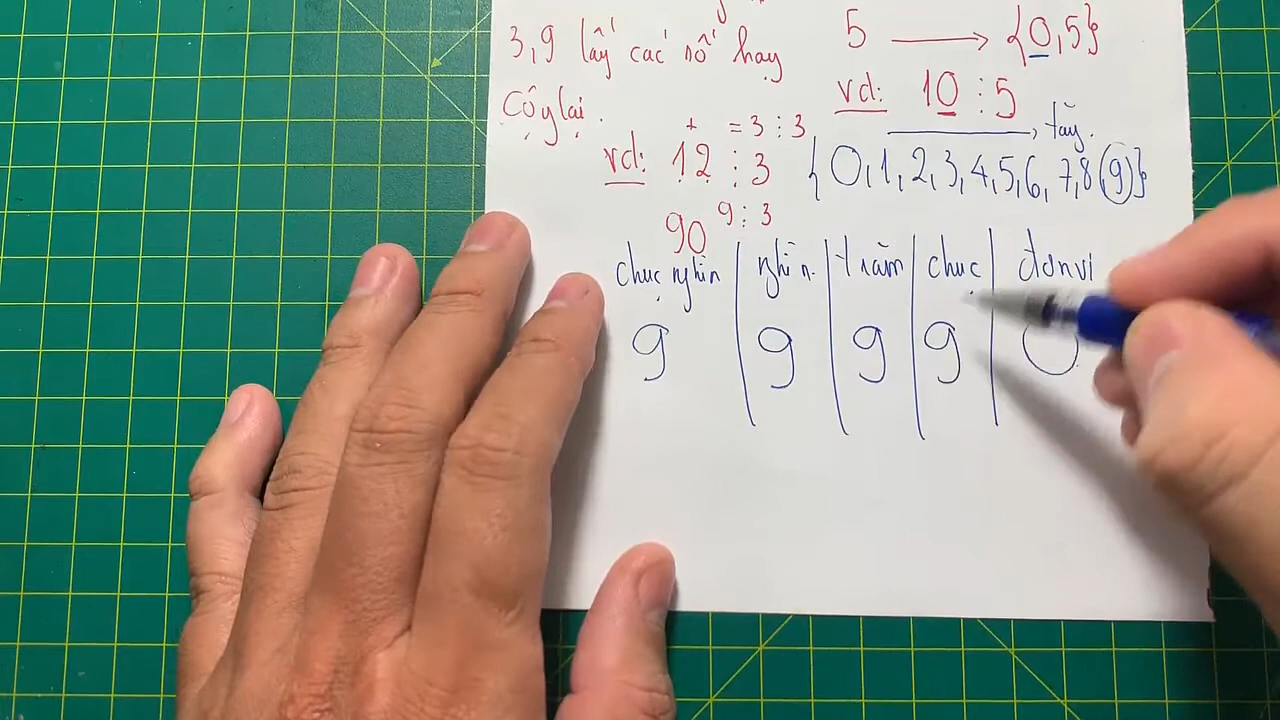 3,9 lấy các số hay
cộng lại.
5 → {0,5}
vd: 10 ⋮ 5
+ = 3 ⋮ 3
vd: 12 ⋮ 3
tây.
{0,1,2,3,4,5,6,7,8,9}
90 9 ⋮ 3
chục nghìn | nghìn. | trăm | chục | đơn vị
9 | 9 | 9 | 9 | 0